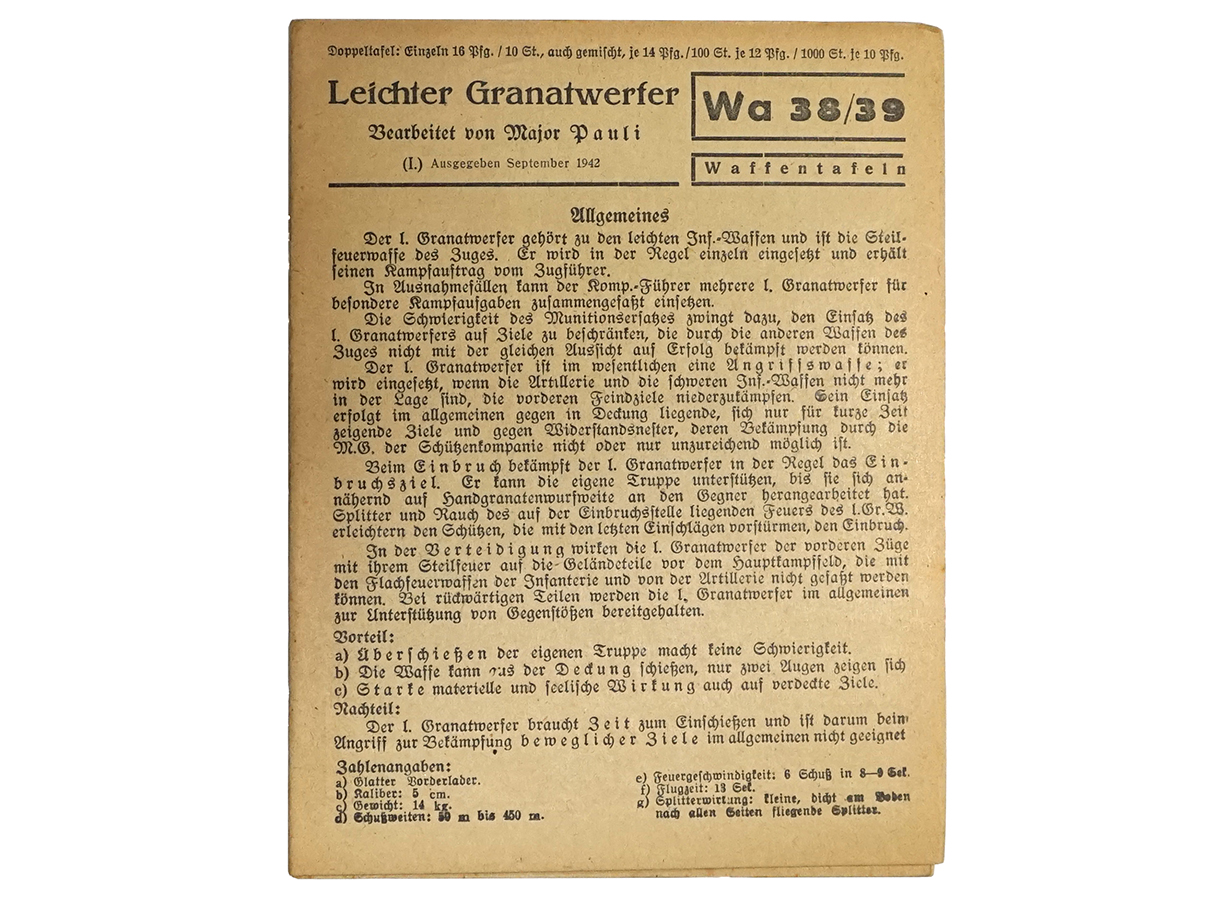 Doppeltafel: Einzeln 16 Pfg. / 10 St., auch gemischt, je 14 Pfg./100 St. je 12 Pfg. / 1000 St. je 10 Pfg.
Leichter Granatwerfer
Bearbeitet von Major Pauli
(I.) Ausgegeben September 1942
Wa 38/39
Waffentafeln
Allgemeines
Der l. Granatwerfer gehört zu den leichten Inf.-Waffen und ist die Steil-
feuerwaffe des Zuges. Er wird in der Regel einzeln eingesetzt und erhält
seinen Kampfauftrag vom Zugführer.
In Ausnahmefällen kann der Komp.-Führer mehrere l. Granatwerfer für
besondere Kampfaufgaben zusammengefaßt einsetzen.
Die Schwierigkeit des Munitionsersatzes zwingt dazu, den Einsatz des
l. Granatwerfers auf Ziele zu beschränken, die durch die anderen Waffen des
Zuges nicht mit der gleichen Aussicht auf Erfolg bekämpft werden können.
Der l. Granatwerfer ist im wesentlichen eine Angriffswaffe; er
wird eingesetzt, wenn die Artillerie und die schweren Inf.-Waffen nicht mehr
in der Lage sind, die vorderen Feindziele niederzukämpfen. Sein Einsatz
erfolgt im allgemeinen gegen in Deckung liegende, sich nur für kurze Zeit
zeigende Ziele und gegen Widerstandsnester, deren Bekämpfung durch die
M.G. der Schützenkompanie nicht oder nur unzureichend möglich ist.
Beim Einbruch bekämpft der l. Granatwerfer in der Regel das Ein-
bruchsziel. Er kann die eigene Truppe unterstützen, bis sie sich an-
nähernd auf Handgranatenwurfweite an den Gegner herangearbeitet hat.
Splitter und Rauch des auf der Einbruchsstelle liegenden Feuers des l.Gr.W.
erleichtern den Schützen, die mit den letzten Einschlägen vorstürmen, den Einbruch.
In der Verteidigung wirken die l. Granatwerfer der vorderen Züge
mit ihrem Steilfeuer auf die Geländeteile vor dem Hauptkampffeld, die mit
den Flachfeuerwaffen der Infanterie und von der Artillerie nicht gefaßt werden
können. Bei rückwärtigen Teilen werden die l. Granatwerfer im allgemeinen
zur Unterstützung von Gegenstößen bereitgehalten.
Vorteil:
a) Überschießen der eigenen Truppe macht keine Schwierigkeit.
b) Die Waffe kann aus der Deckung schießen, nur zwei Augen zeigen sich
c) Starke materielle und seelische Wirkung auch auf verdeckte Ziele.
Nachteil:
Der l. Granatwerfer braucht Zeit zum Einschießen und ist darum beim
Angriff zur Bekämpfung beweglicher Ziele im allgemeinen nicht geeignet
Zahlenangaben:
a) Glatter Vorderlader.
b) Kaliber: 5 cm.
c) Gewicht: 14 kg.
d) Schußweiten: 50 m bis 450 m.
e) Feuergeschwindigkeit: 6 Schuß in 8—9 Sek.
f) Flugzeit: 13 Sek.
g) Splitterwirkung: kleine, dicht am Boden
nach allen Seiten fliegende Splitter.